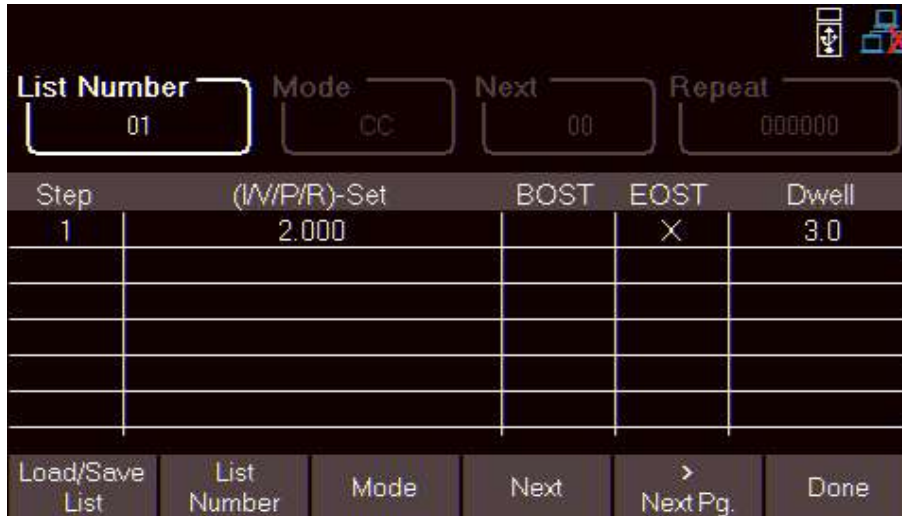 List Number Mode Next Repeat
01 CC 00 000000
Step (I/V/P/R)-Set BOST EOST Dwell
1 2.000 X 3.0
Load/Save List
List Number
Mode
Next
> Next Pg.
Done